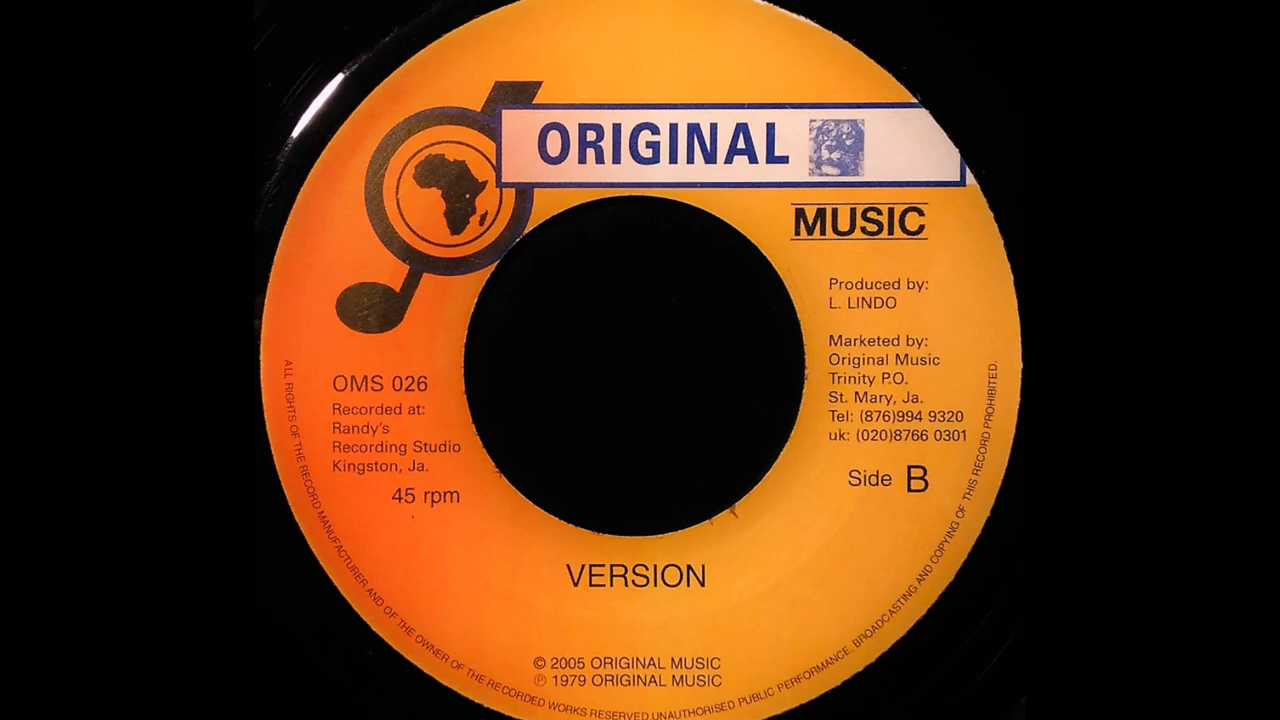 ORIGINAL
MUSIC
Produced by:
L. LINDO
Marketed by:
Original Music
Trinity P.O.
St. Mary, Ja.
Tel: (876)994 9320
uk: (020)8766 0301
Side B
OMS 026
Recorded at:
Randy's
Recording Studio
Kingston, Ja.
45 rpm
VERSION
© 2005 ORIGINAL MUSIC
℗ 1979 ORIGINAL MUSIC
ALL RIGHTS OF THE RECORD MANUFACTURER AND OF THE OWNER OF THE RECORDED WORKS RESERVED.UNAUTHORISED PUBLIC PERFORMANCE. BROADCASTING AND COPYING OF THIS RECORD PROHIBITED.